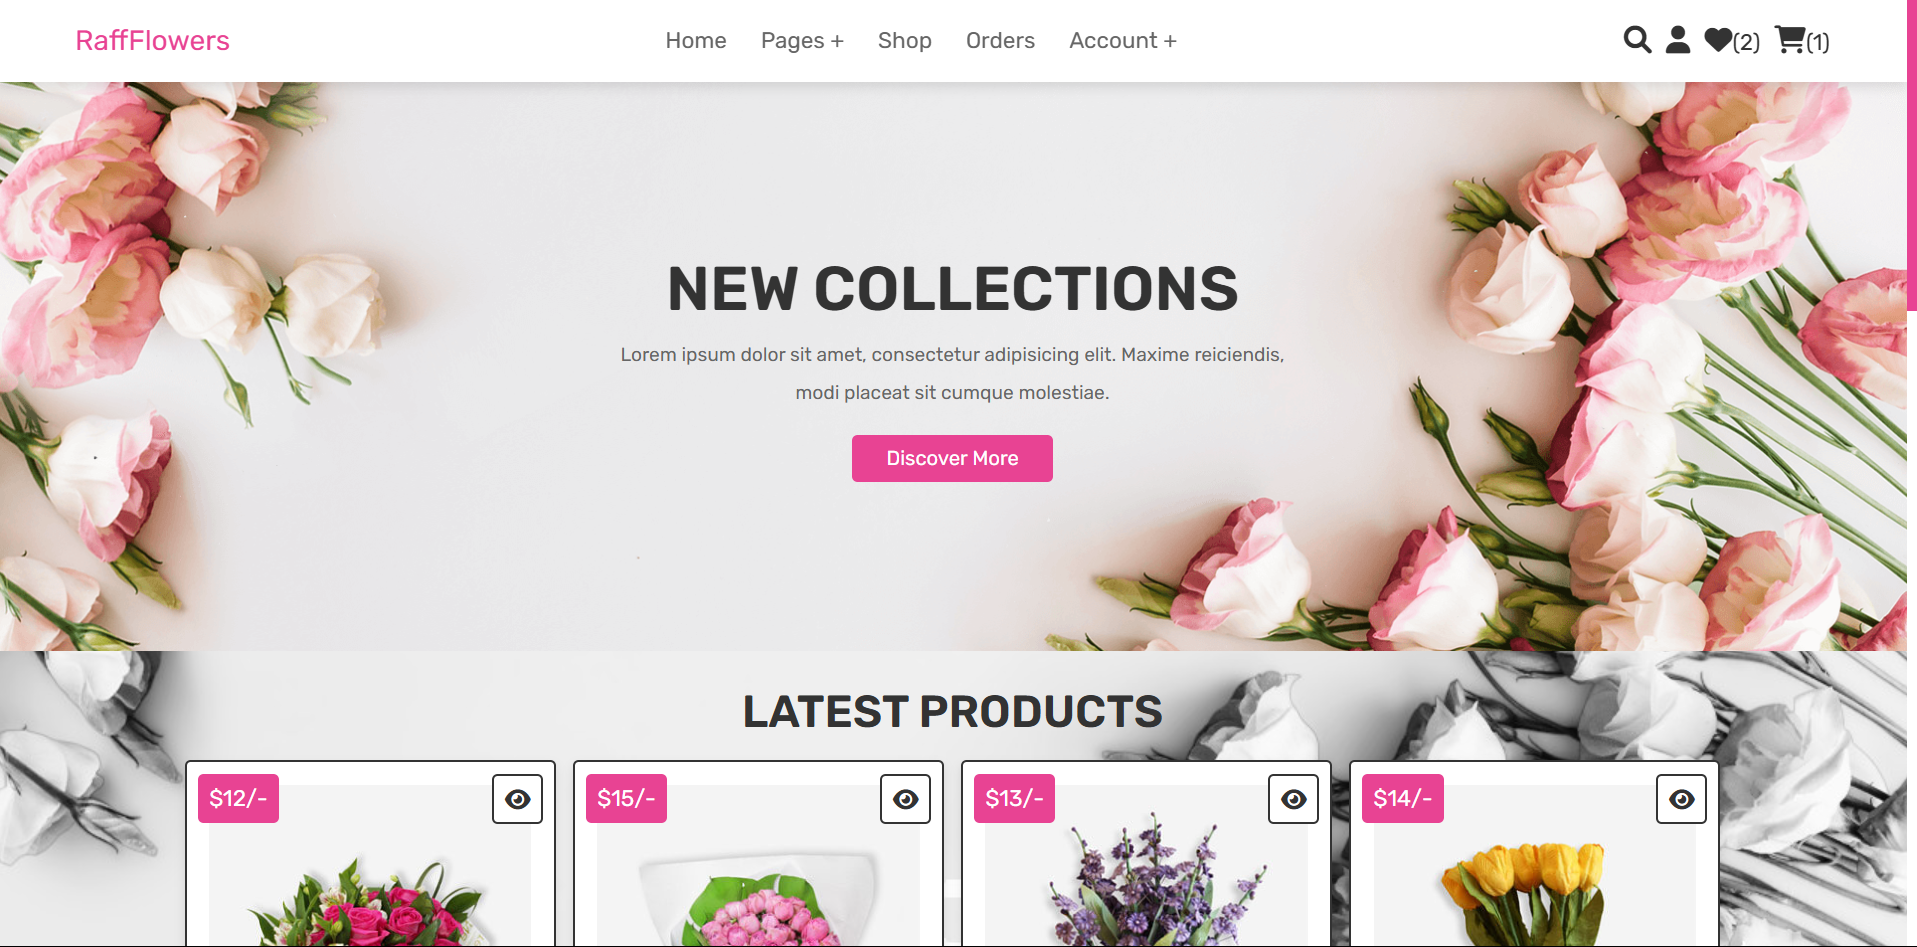 RaffFlowers
Home Pages + Shop Orders Account +
(2) (1)
NEW COLLECTIONS
Lorem ipsum dolor sit amet, consectetur adipisicing elit. Maxime reiciendis,
modi placeat sit cumque molestiae.
Discover More
LATEST PRODUCTS
$12/-
$15/-
$13/-
$14/-